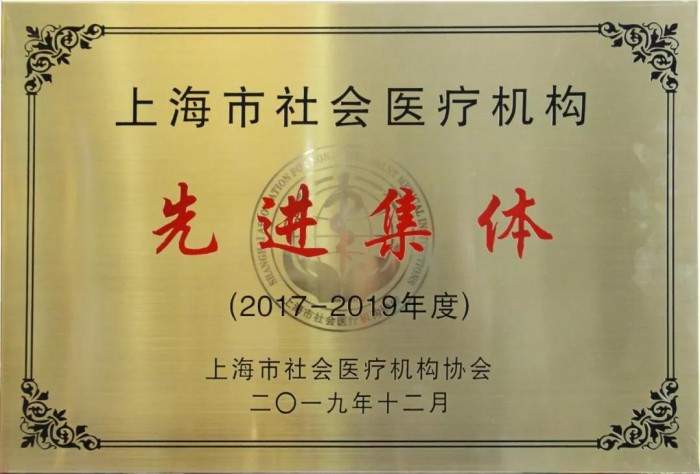 上海市社会医疗机构
先进集体
(2017-2019年度)
上海市社会医疗机构协会
二〇一九年十二月